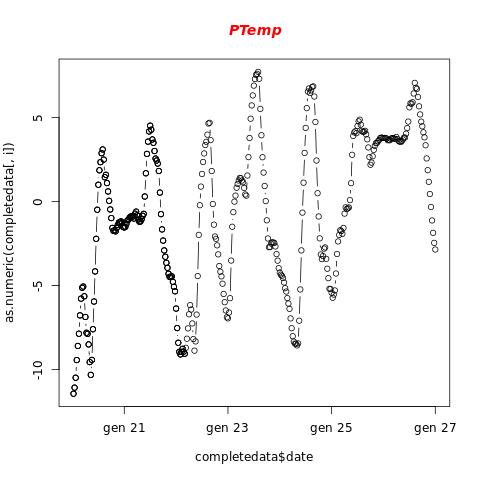 PTemp
as.numeric(completedata[, i])
5
0
-5
-10
gen 21
gen 23
gen 25
gen 27
completedata$date